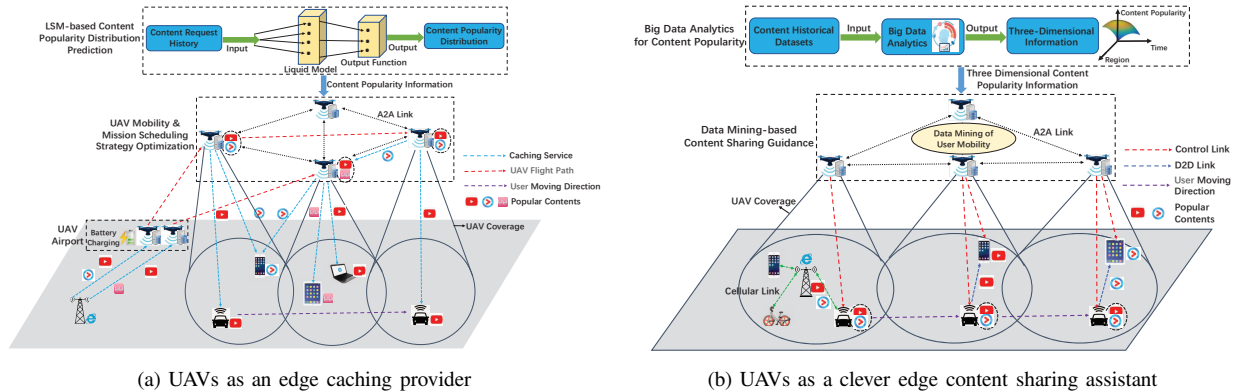 LSM-based Content
Popularity Distribution
Prediction
Content Request
History
Input
Liquid Model
Output Function
Output
Content Popularity
Distribution
Content Popularity Information
UAV Mobility &
Mission Scheduling
Strategy Optimization
A2A Link
Caching Service
UAV Flight Path
User Moving Direction
Popular Contents
UAV
Airport
Battery
Charging
UAV Coverage
(a) UAVs as an edge caching provider
Big Data Analytics
for Content Popularity
Content Historical
Datasets
Input
Big Data
Analytics
Output
Three-Dimensional
Information
Content Popularity
Time
Region
Three Dimensional Content
Popularity Information
Data Mining-based
Content Sharing Guidance
Data Mining of
User Mobility
A2A Link
Control Link
D2D Link
User Moving
Direction
Popular
Contents
UAV Coverage
Cellular Link
(b) UAVs as a clever edge content sharing assistant